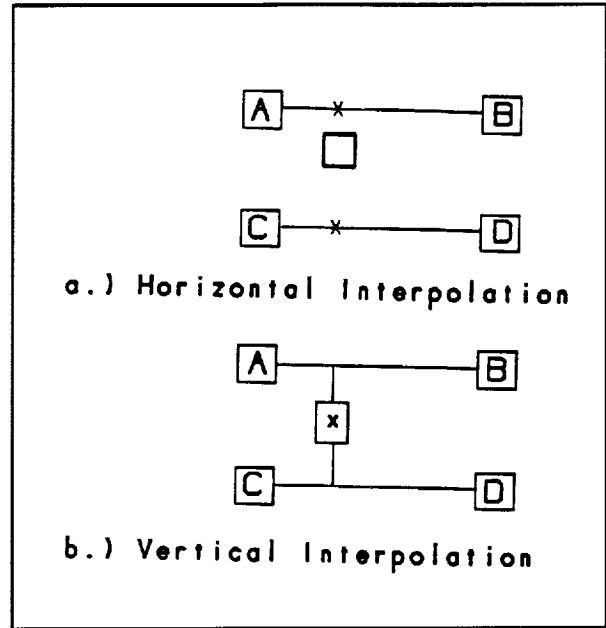 A x B
C x D
a.) Horizontal Interpolation
A B
x
C D
b.) Vertical Interpolation